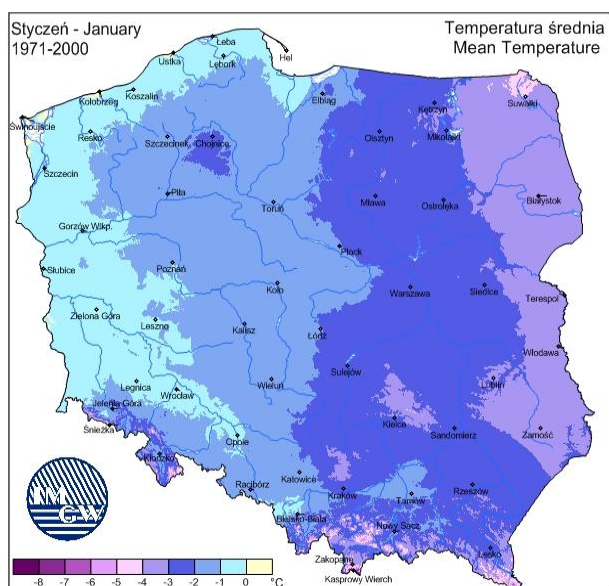 Styczeń - January
1971-2000
Temperatura średnia
Mean Temperature
Łeba
Ustka
Lębork
Hel
Koszalin
Kołobrzeg
Elbląg
Kętrzyn
Suwałki
Świnoujście
Resko
Szczecinek
Chojnice
Olsztyn
Mikołajki
Szczecin
Piła
Toruń
Mława
Ostrołęka
Białystok
Gorzów Wlkp.
Płock
Słubice
Poznań
Koło
Warszawa
Siedlce
Terespol
Zielona Góra
Leszno
Kalisz
Łódź
Włodawa
Sulejów
Legnica
Wrocław
Wieluń
Lublin
Jelenia Góra
Śnieżka
Opole
Kielce
Sandomierz
Zamość
Kłodzko
Racibórz
Katowice
Kraków
Tarnów
Rzeszów
Bielsko-Biała
Nowy Sącz
Lesko
Zakopane
Kasprowy Wierch
IM
GW
-8 -7 -6 -5 -4 -3 -2 -1 0 °C